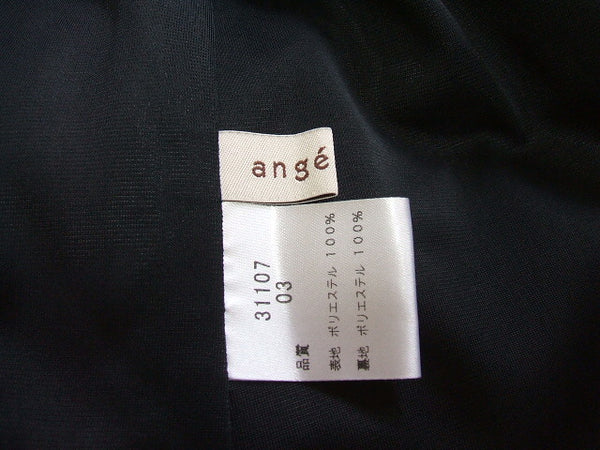 angé
31107
03
品質
表地 ポリエステル 100%
裏地 ポリエステル 100%